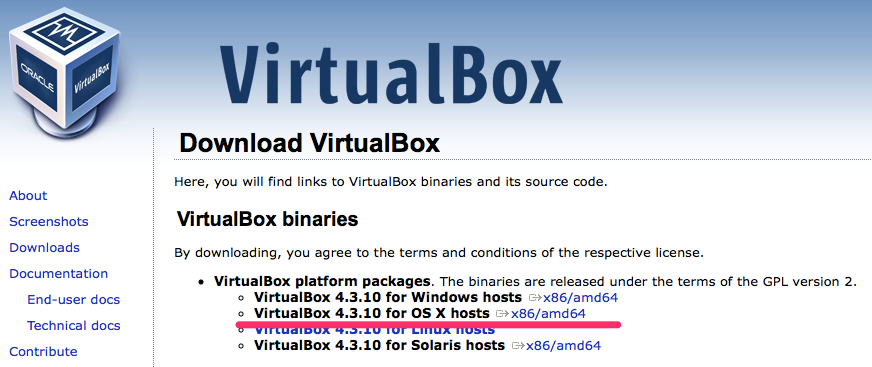 ORACLE
VirtualBox
VirtualBox
Download VirtualBox
Here, you will find links to VirtualBox binaries and its source code.
VirtualBox binaries
By downloading, you agree to the terms and conditions of the respective license.
• VirtualBox platform packages. The binaries are released under the terms of the GPL version 2.
VirtualBox 4.3.10 for Windows hosts x86/amd64
VirtualBox 4.3.10 for OS X hosts x86/amd64
VirtualBox 4.3.10 for Linux hosts
VirtualBox 4.3.10 for Solaris hosts x86/amd64
About
Screenshots
Downloads
Documentation
End-user docs
Technical docs
Contribute